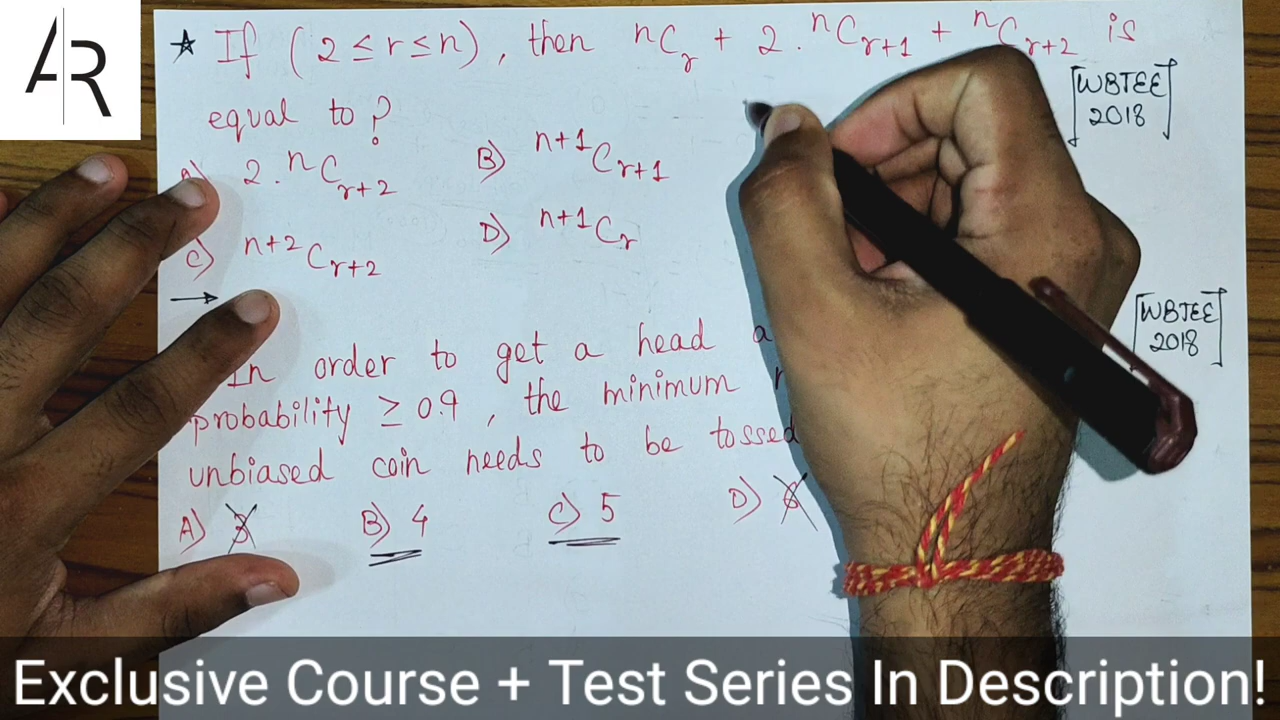 AR
☆ If (2 ≤ r ≤ n), then nCr + 2.ⁿCr+1 + ⁿCr+2 is
equal to?
[WBJEE
2018]
A) 2.ⁿCr+2
B) n+1Cr+1
C) n+2Cr+2
D) n+1Cr
→
In order to get a head
probability ≥ 0.9, the minimum
unbiased coin needs to be tossed
[WBJEE
2018]
A) 3
B) 4
C) 5
D)
Exclusive Course + Test Series In Description!